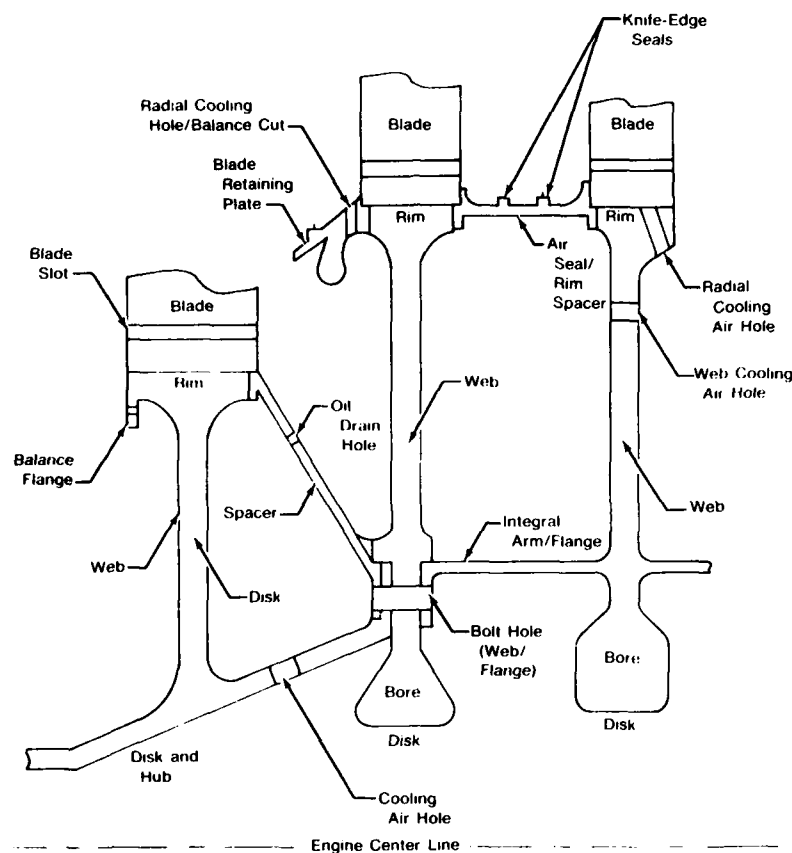 Knife-Edge
Seals
Radial Cooling
Hole/Balance Cut
Blade
Blade
Blade
Retaining
Plate
Rim
Rim
Air
Seal/
Rim
Spacer
Radial
Cooling
Air Hole
Blade
Slot
Blade
Web Cooling
Air Hole
Rim
Web
Oil
Drain
Hole
Balance
Flange
Spacer
Integral
Arm/Flange
Web
Web
Disk
Bolt Hole
(Web/
Flange)
Bore
Bore
Disk
Disk
Disk and
Hub
Cooling
Air Hole
Engine Center Line